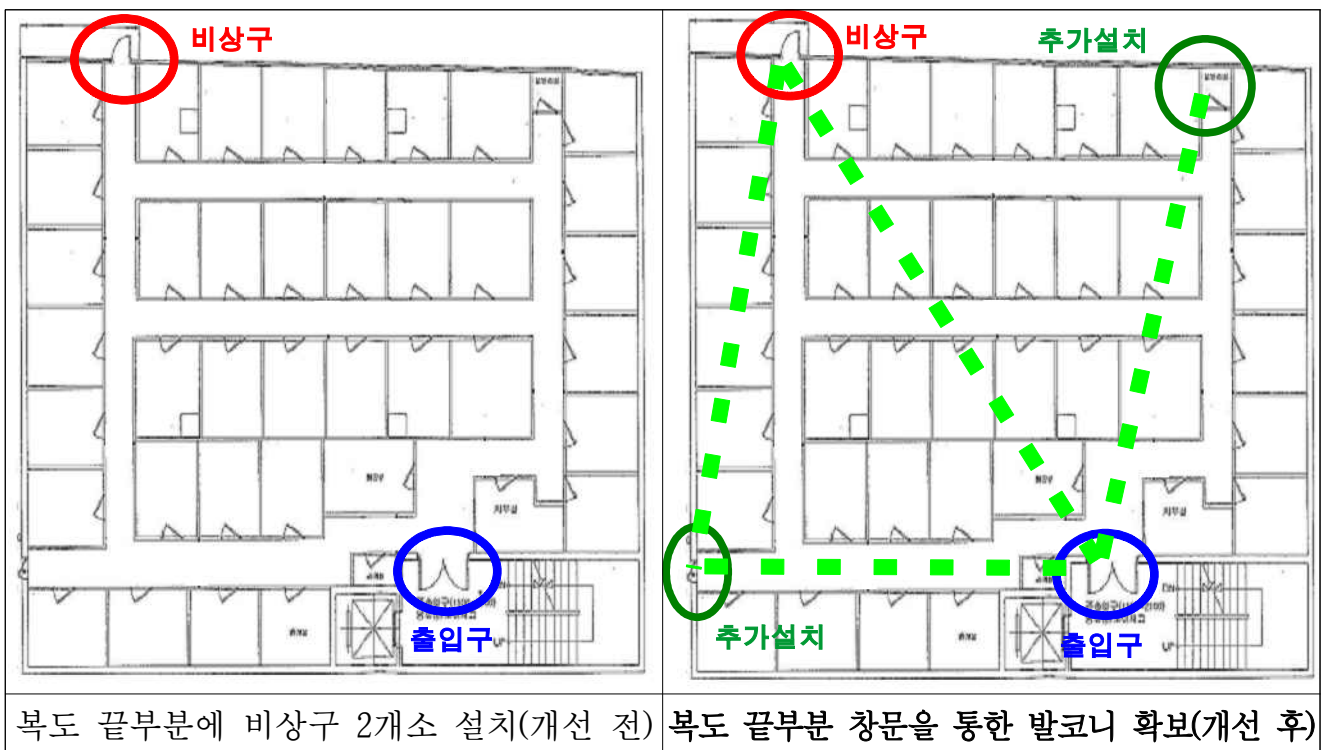 비상구
비상구
추가설치
출입구
추가설치
출입구
복도 끝부분에 비상구 2개소 설치(개선 전)
복도 끝부분 창문을 통한 발코니 확보(개선 후)